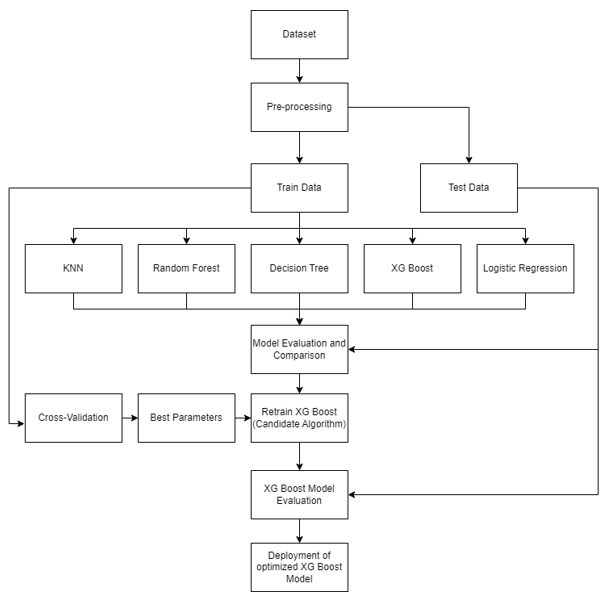 Dataset
Pre-processing
Train Data
Test Data
KNN
Random Forest
Decision Tree
XG Boost
Logistic Regression
Model Evaluation and
Comparison
Cross-Validation
Best Parameters
Retrain XG Boost
(Candidate Algorithm)
XG Boost Model
Evaluation
Deployment of
optimized XG Boost
Model